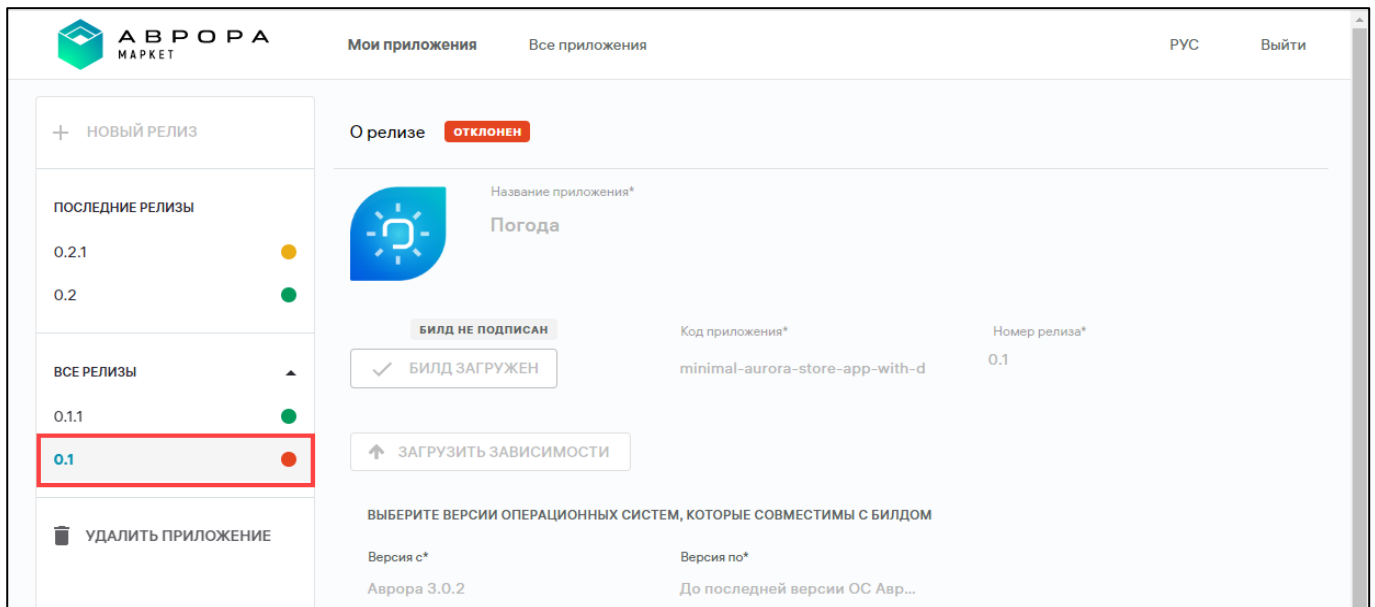 АВРОРА
МАРКЕТ
Мои приложения
Все приложения
РУС
Выйти
НОВЫЙ РЕЛИЗ
ПОСЛЕДНИЕ РЕЛИЗЫ
0.2.1
0.2
ВСЕ РЕЛИЗЫ
0.1.1
0.1
УДАЛИТЬ ПРИЛОЖЕНИЕ
О релизе
ОТКЛОНЕН
Название приложения*
Погода
БИЛД НЕ ПОДПИСАН
БИЛД ЗАГРУЖЕН
Код приложения*
minimal-aurora-store-app-with-d
Номер релиза*
0.1
ЗАГРУЗИТЬ ЗАВИСИМОСТИ
ВЫБЕРИТЕ ВЕРСИИ ОПЕРАЦИОННЫХ СИСТЕМ, КОТОРЫЕ СОВМЕСТИМЫ С БИЛДОМ
Версия с*
Аврора 3.0.2
Версия по*
До последней версии ОС Авр...